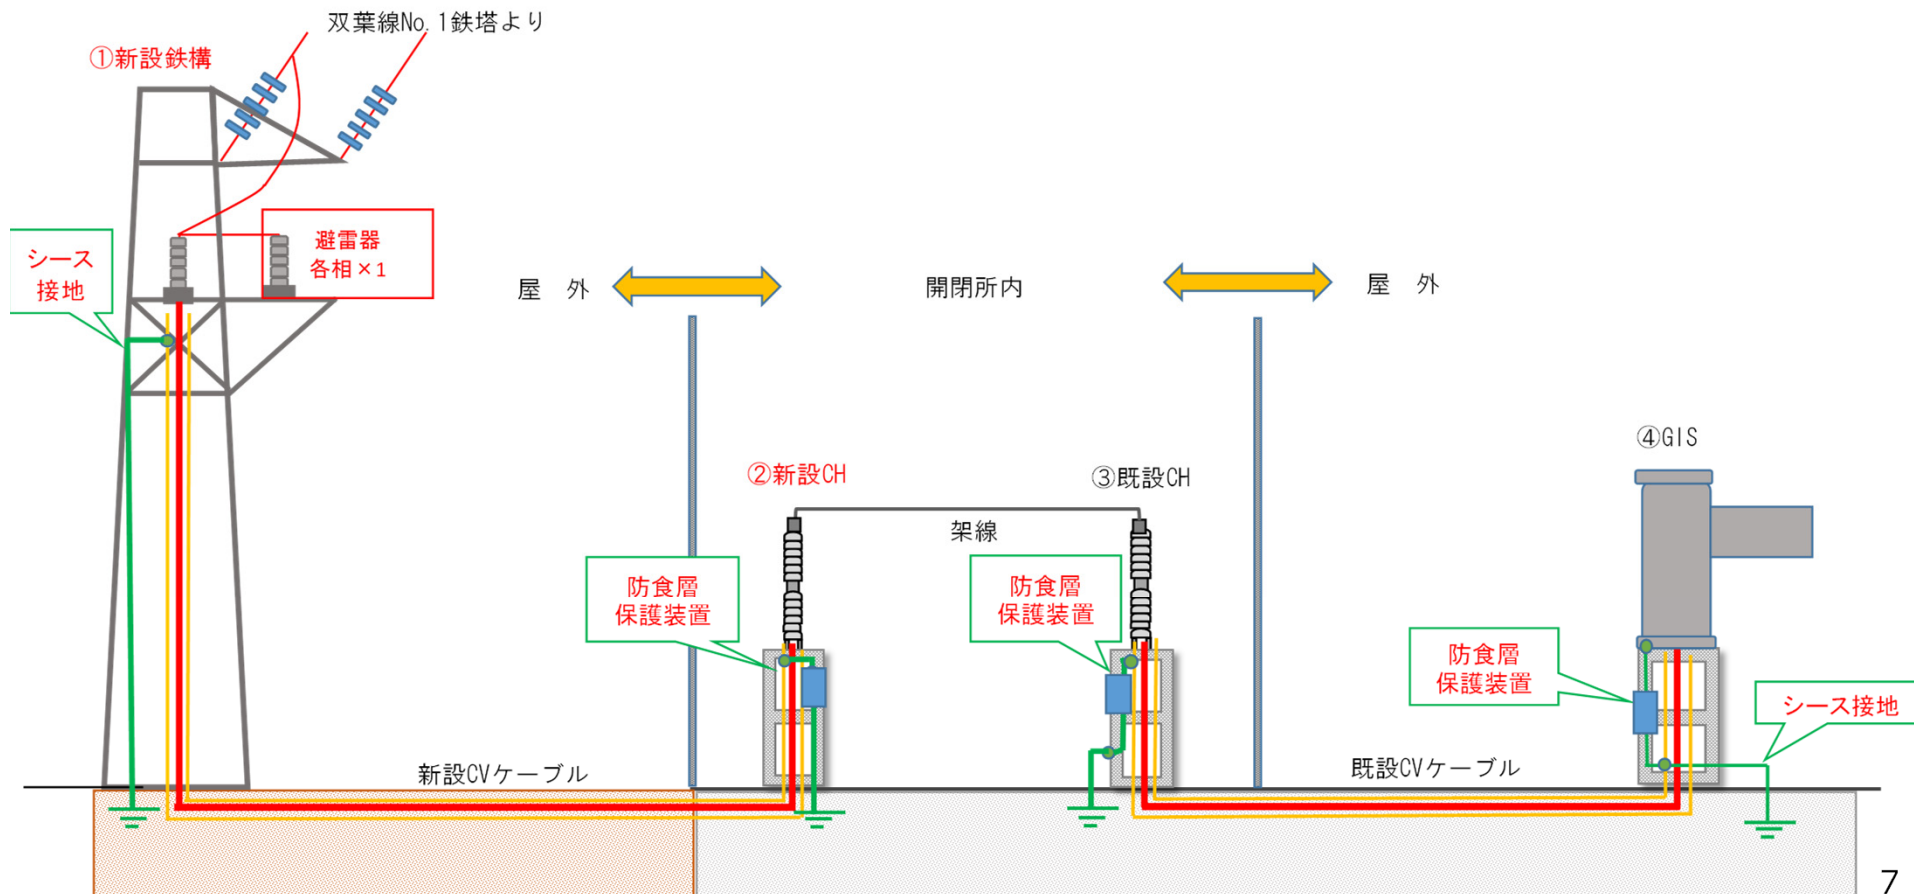 双葉線No.1鉄塔より
①新設鉄構
シース
接地
避雷器
各相×1
屋 外
開閉所内
屋 外
②新設CH
③既設CH
④GIS
架線
防食層
保護装置
防食層
保護装置
防食層
保護装置
シース接地
新設CVケーブル
既設CVケーブル
7